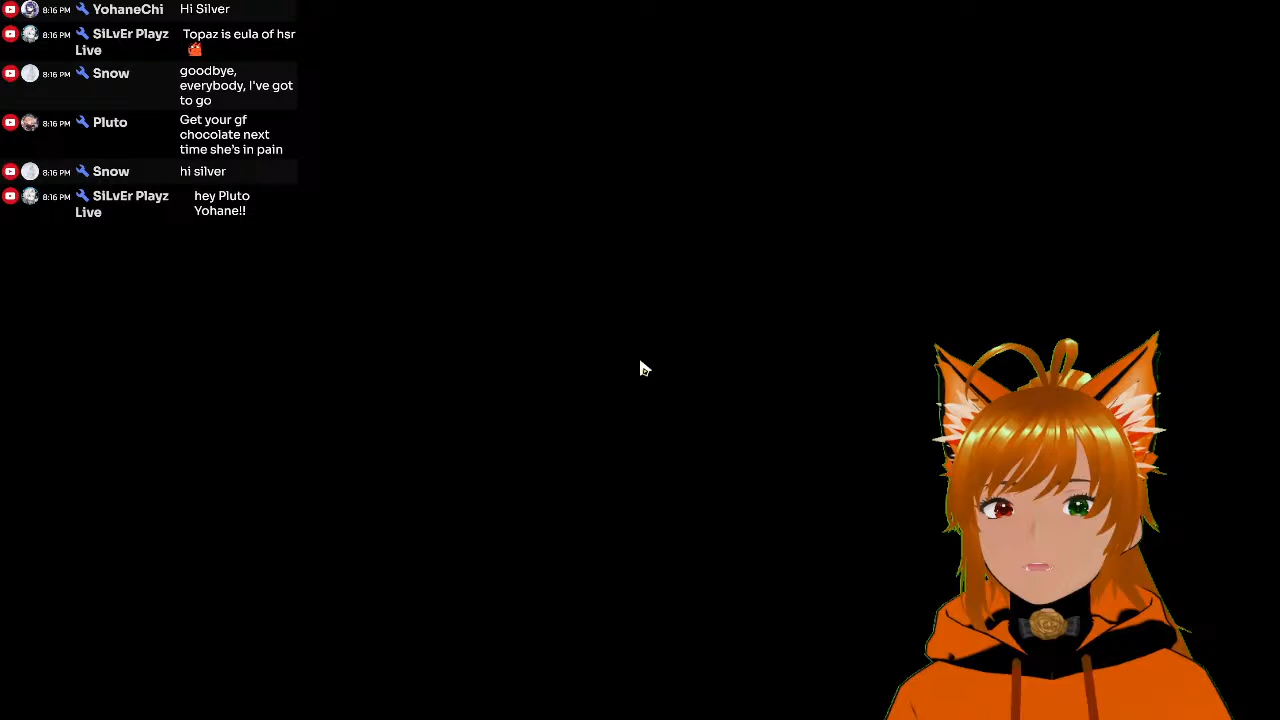 8:16 PM YohaneChi Hi Silver
8:16 PM SiLvEr Playz Live Topaz is eula of hsr
8:16 PM Snow goodbye,
everybody, I've got
to go
8:16 PM Pluto Get your gf
chocolate next
time she's in pain
8:16 PM Snow hi silver
8:16 PM SiLvEr Playz Live hey Pluto
Yohane!!